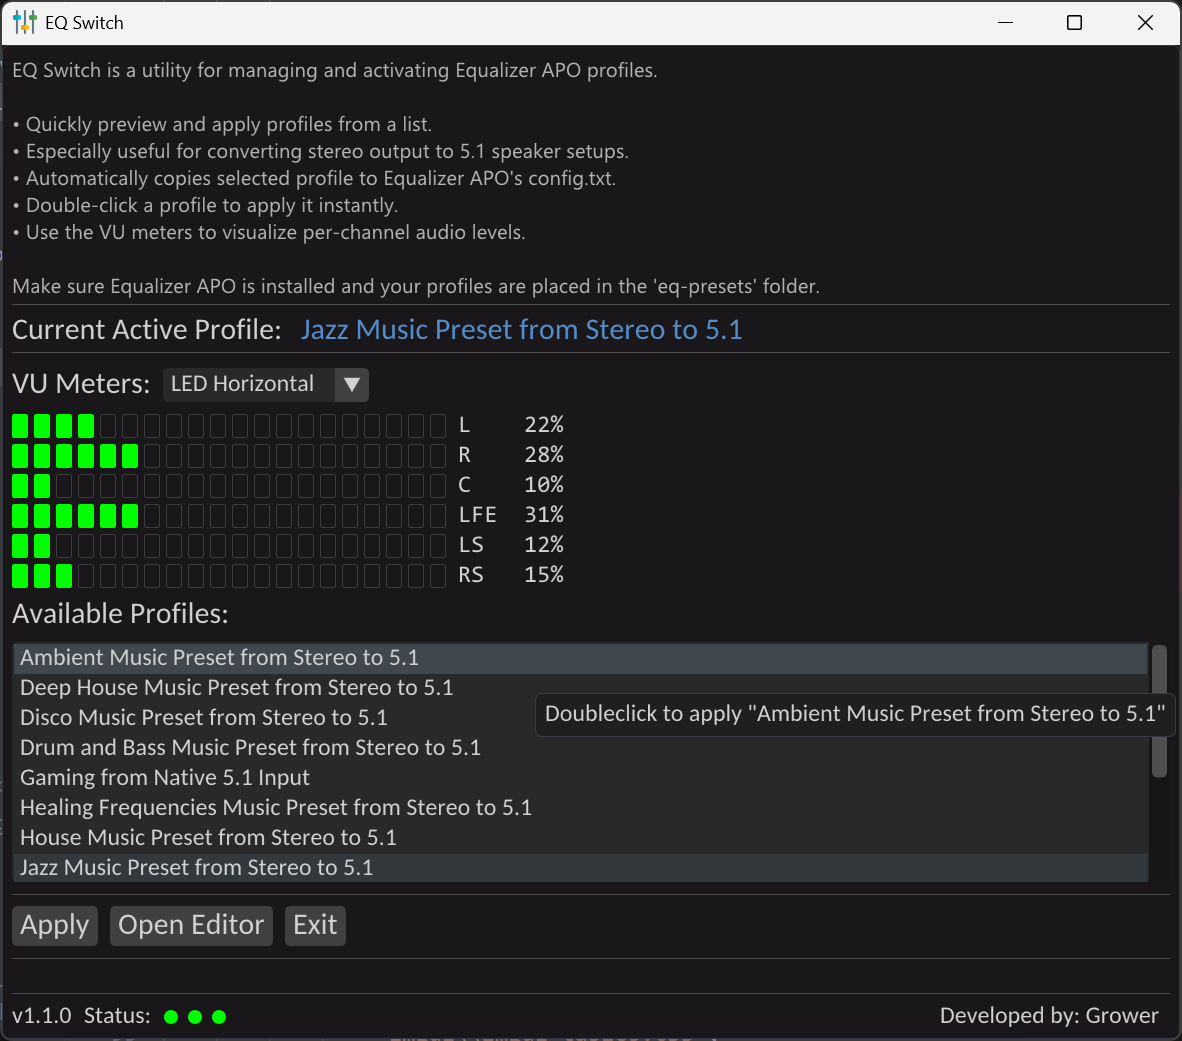 EQ Switch
EQ Switch is a utility for managing and activating Equalizer APO profiles.
• Quickly preview and apply profiles from a list.
• Especially useful for converting stereo output to 5.1 speaker setups.
• Automatically copies selected profile to Equalizer APO's config.txt.
• Double-click a profile to apply it instantly.
• Use the VU meters to visualize per-channel audio levels.
Make sure Equalizer APO is installed and your profiles are placed in the 'eq-presets' folder.
Current Active Profile: Jazz Music Preset from Stereo to 5.1
VU Meters: LED Horizontal
L 22%
R 28%
C 10%
LFE 31%
LS 12%
RS 15%
Available Profiles:
Ambient Music Preset from Stereo to 5.1
Deep House Music Preset from Stereo to 5.1
Doubleclick to apply "Ambient Music Preset from Stereo to 5.1"
Disco Music Preset from Stereo to 5.1
Drum and Bass Music Preset from Stereo to 5.1
Gaming from Native 5.1 Input
Healing Frequencies Music Preset from Stereo to 5.1
House Music Preset from Stereo to 5.1
Jazz Music Preset from Stereo to 5.1
Apply Open Editor Exit
v1.1.0 Status: Developed by: Grower